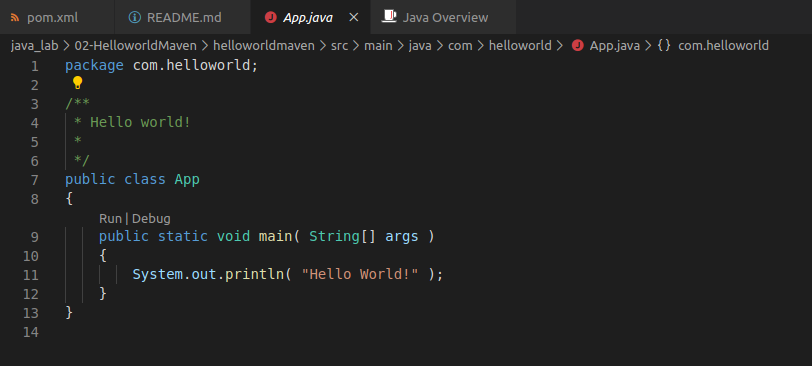 pom.xml README.md App.java Java Overview
java_lab > 02-HelloworldMaven > helloworldmaven > src > main > java > com > helloworld > App.java > {} com.helloworld
1 package com.helloworld;
2
3 /**
4  * Hello world!
5  *
6  */
7 public class App
8 {
Run | Debug
9     public static void main( String[] args )
10     {
11         System.out.println( "Hello World!" );
12     }
13 }
14